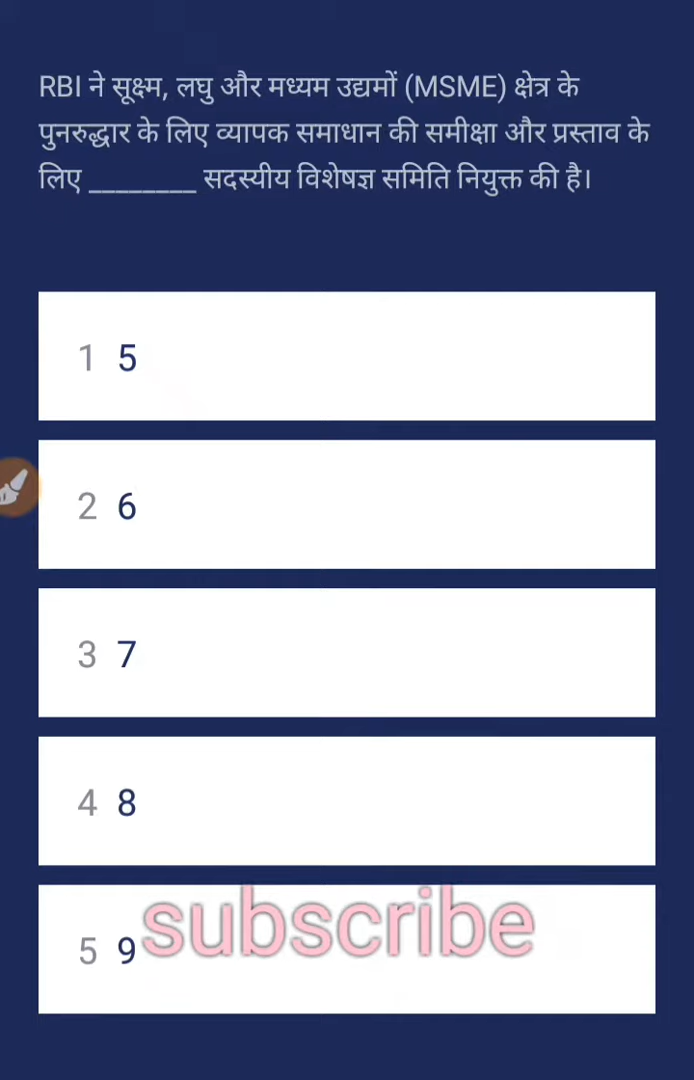 RBI ने सूक्ष्म, लघु और मध्यम उद्यमों (MSME) क्षेत्र के
पुनरुद्धार के लिए व्यापक समाधान की समीक्षा और प्रस्ताव के
लिए ________ सदस्यीय विशेषज्ञ समिति नियुक्त की है।
1 5
2 6
3 7
4 8
5 9
subscribe